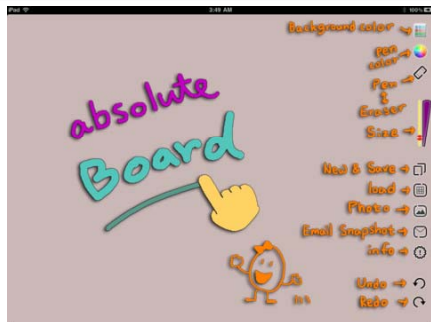 iPad
3:49 AM
100%
Background color →
absolute
Board
Pen
color →
Pen →
↕
Eraser
Size →
New & Save →
load →
Photo →
Email Snapshot →
info →
Undo →
Redo →